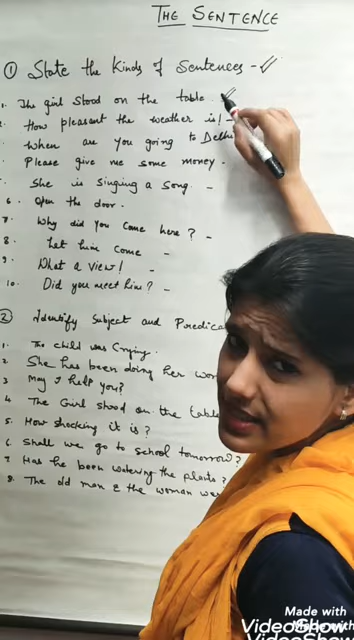 THE SENTENCE
① State the Kinds of Sentences -
1. The girl stood on the table.
2. How pleasant the weather is! -
When are you going to Delhi
Please give me some money.
She is singing a song. -
6. Open the door.
7. Why did you come here? -
8. Let him come -
9. What a view! -
10. Did you meet him? -
② Identify Subject and Predica
1. The child was crying.
2. She has been doing her wo
3 May I help you?
4 The Girl stood on the table
5. How shocking it is?
6 Shall we go to school tomorrow?
7 Has he been watering the plants?
8. The old man & the woman we
Made with
VideoShow
Made with
VideoShow